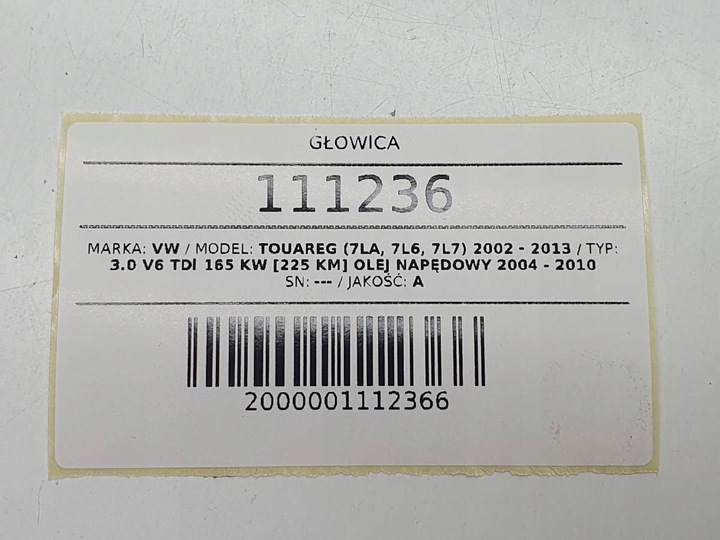 GŁOWICA
111236
MARKA: VW / MODEL: TOUAREG (7LA, 7L6, 7L7) 2002 - 2013 / TYP:
3.0 V6 TDI 165 KW [225 KM] OLEJ NAPĘDOWY 2004 - 2010
SN: --- / JAKOŚĆ: A
2000001112366